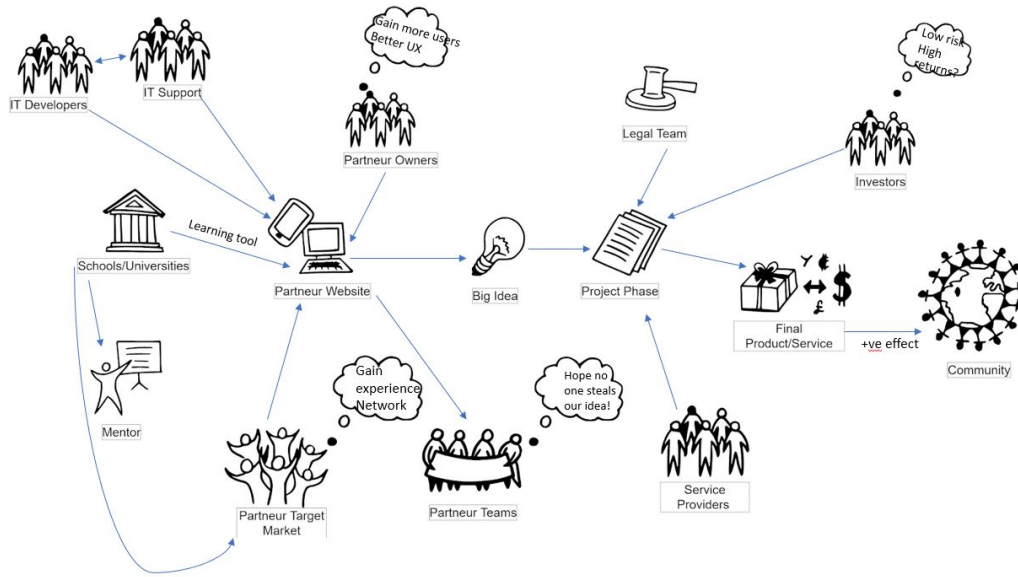 Gain more users
Better UX
Low risk
High
returns?
IT Developers
IT Support
Partneur Owners
Legal Team
Investors
Learning tool
Schools/Universities
Partneur Website
Big Idea
Project Phase
Final
Product/Service
+ve effect
Community
Mentor
Gain
experience
Network
Hope no
one steals
our idea!
Partneur Target
Market
Partneur Teams
Service
Providers